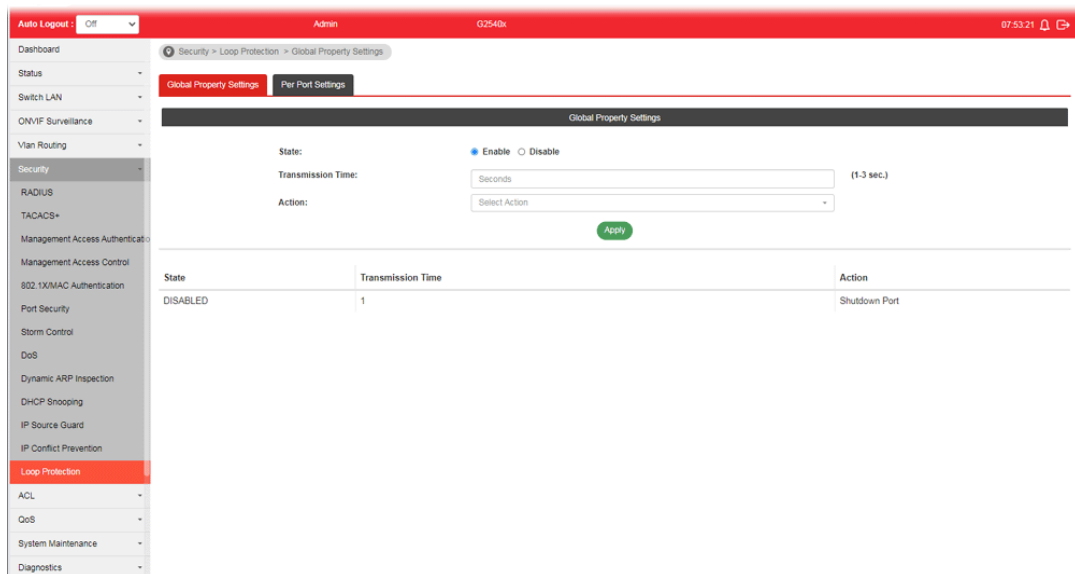 Auto Logout : Off Admin G2540x 07:53:21
Dashboard
Status
Switch LAN
ONVIF Surveillance
Vlan Routing
Security
RADIUS
TACACS+
Management Access Authenticatio
Management Access Control
802.1X/MAC Authentication
Port Security
Storm Control
DoS
Dynamic ARP Inspection
DHCP Snooping
IP Source Guard
IP Conflict Prevention
Loop Protection
ACL
QoS
System Maintenance
Diagnostics
Security > Loop Protection > Global Property Settings
Global Property Settings Per Port Settings
Global Property Settings
State: Enable Disable
Transmission Time: Seconds (1-3 sec.)
Action: Select Action
Apply
State Transmission Time Action
DISABLED 1 Shutdown Port